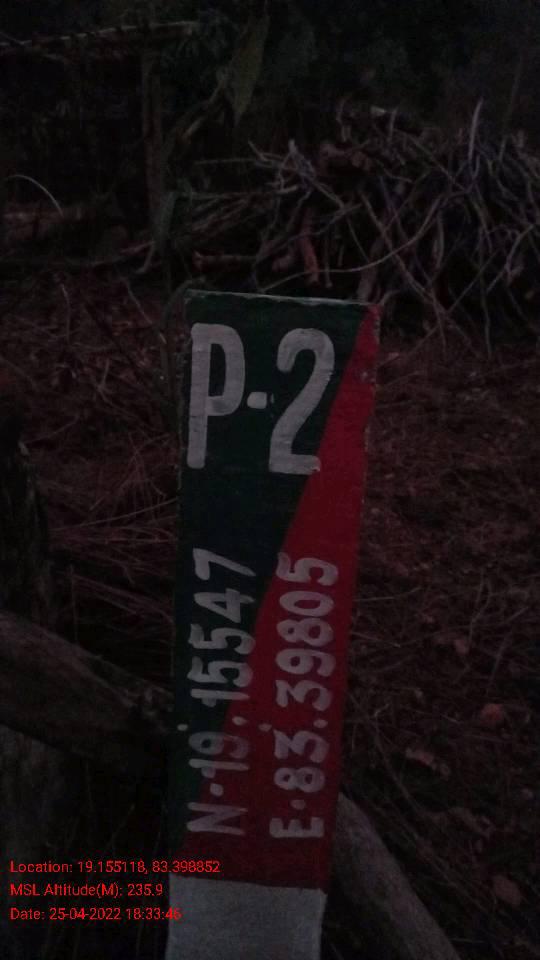 P-2
N-19.15547
E-83.39805
Location: 19.155118, 83.398852
MSL Altitude(M): 235.9
Date: 25-04-2022 18:33:46